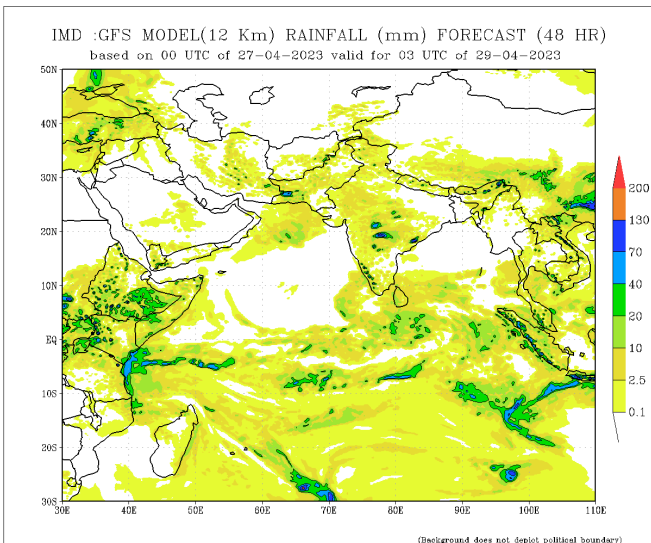 IMD :GFS MODEL(12 Km) RAINFALL (mm) FORECAST (48 HR)
based on 00 UTC of 27-04-2023 valid for 03 UTC of 29-04-2023
50N
40N
30N
20N
10N
EQ
10S
20S
30S
30E 40E 50E 60E 70E 80E 90E 100E 110E
200
130
70
40
20
10
2.5
0.1
(Background does not depict political boundary)